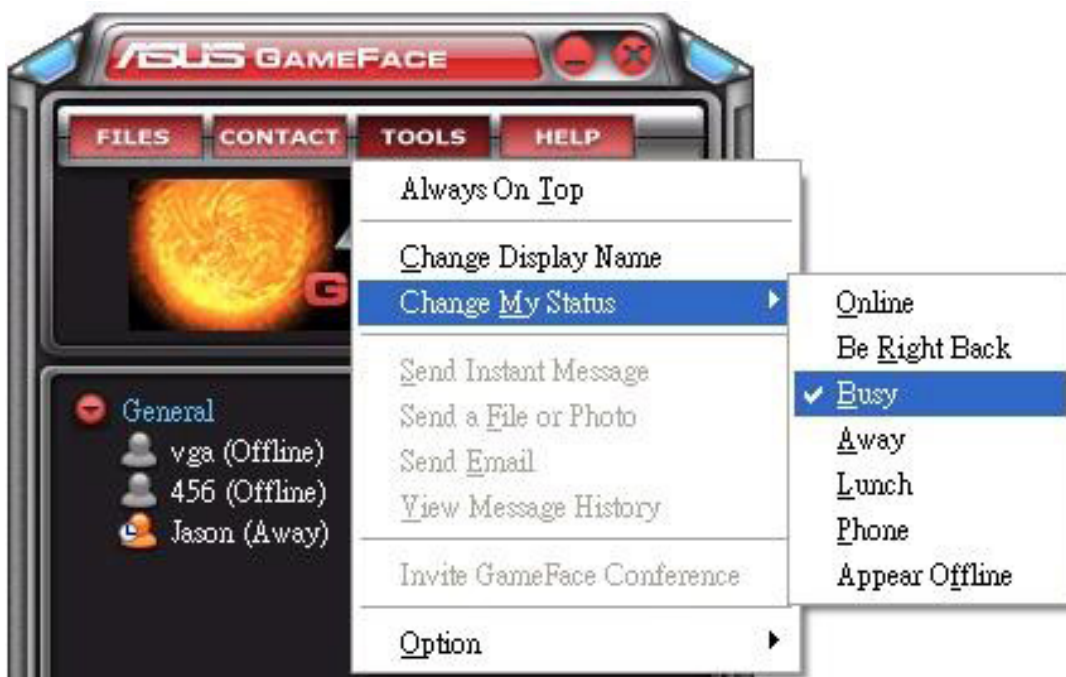 ASUS GAMEFACE
FILES CONTACT TOOLS HELP
Always On Top
Change Display Name
Change My Status
Send Instant Message
Send a File or Photo
Send Email
View Message History
Invite GameFace Conference
Option
Online
Be Right Back
Busy
Away
Lunch
Phone
Appear Offline
G
General
vga (Offline)
456 (Offline)
Jason (Away)